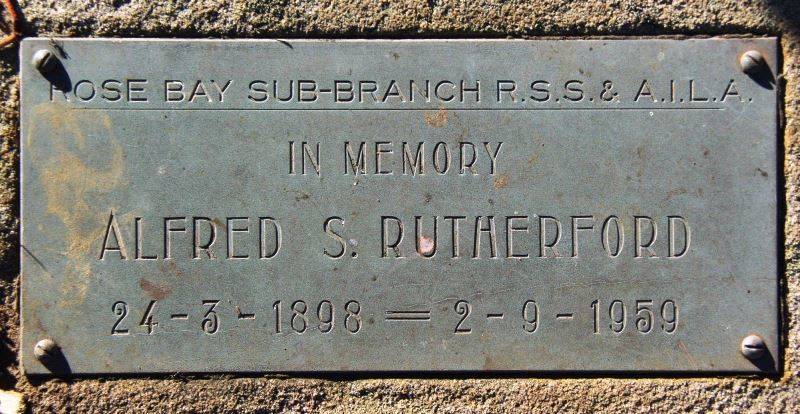 ROSE BAY SUB-BRANCH R.S.S. & A.I.L.A.
IN MEMORY
ALFRED S. RUTHERFORD
24-3-1898 = 2-9-1959